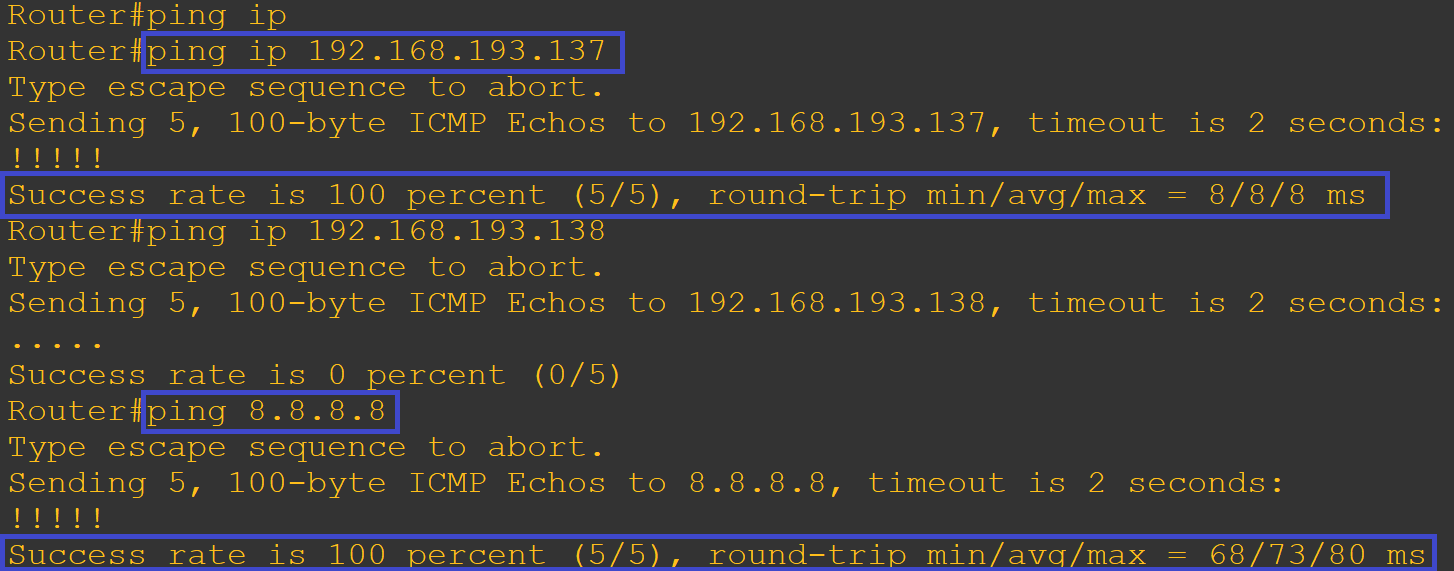 Router#ping ip
Router#ping ip 192.168.193.137
Type escape sequence to abort.
Sending 5, 100-byte ICMP Echos to 192.168.193.137, timeout is 2 seconds:
!!!!!
Success rate is 100 percent (5/5), round-trip min/avg/max = 8/8/8 ms
Router#ping ip 192.168.193.138
Type escape sequence to abort.
Sending 5, 100-byte ICMP Echos to 192.168.193.138, timeout is 2 seconds:
.....
Success rate is 0 percent (0/5)
Router#ping 8.8.8.8
Type escape sequence to abort.
Sending 5, 100-byte ICMP Echos to 8.8.8.8, timeout is 2 seconds:
!!!!!
Success rate is 100 percent (5/5), round-trip min/avg/max = 68/73/80 ms